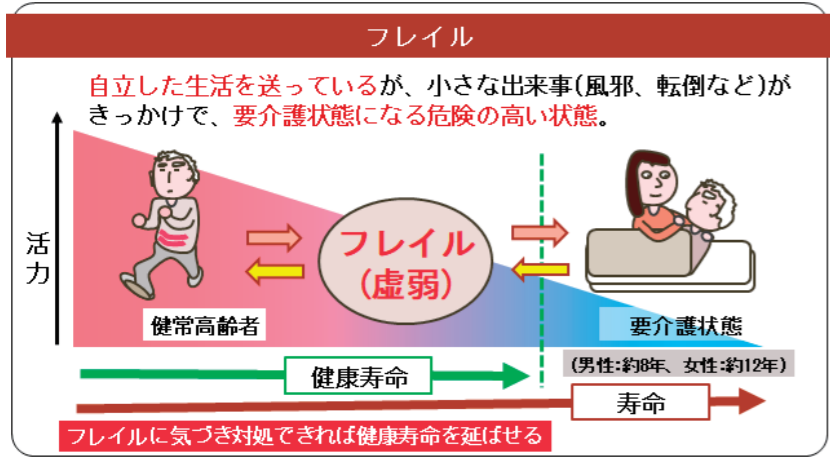 フレイル
自立した生活を送っているが、小さな出来事(風邪、転倒など)が
きっかけで、要介護状態になる危険の高い状態。
活力
フレイル
(虚弱)
健常高齢者
要介護状態
(男性:約8年、女性:約12年)
健康寿命
寿命
フレイルに気づき対処できれば健康寿命を延ばせる